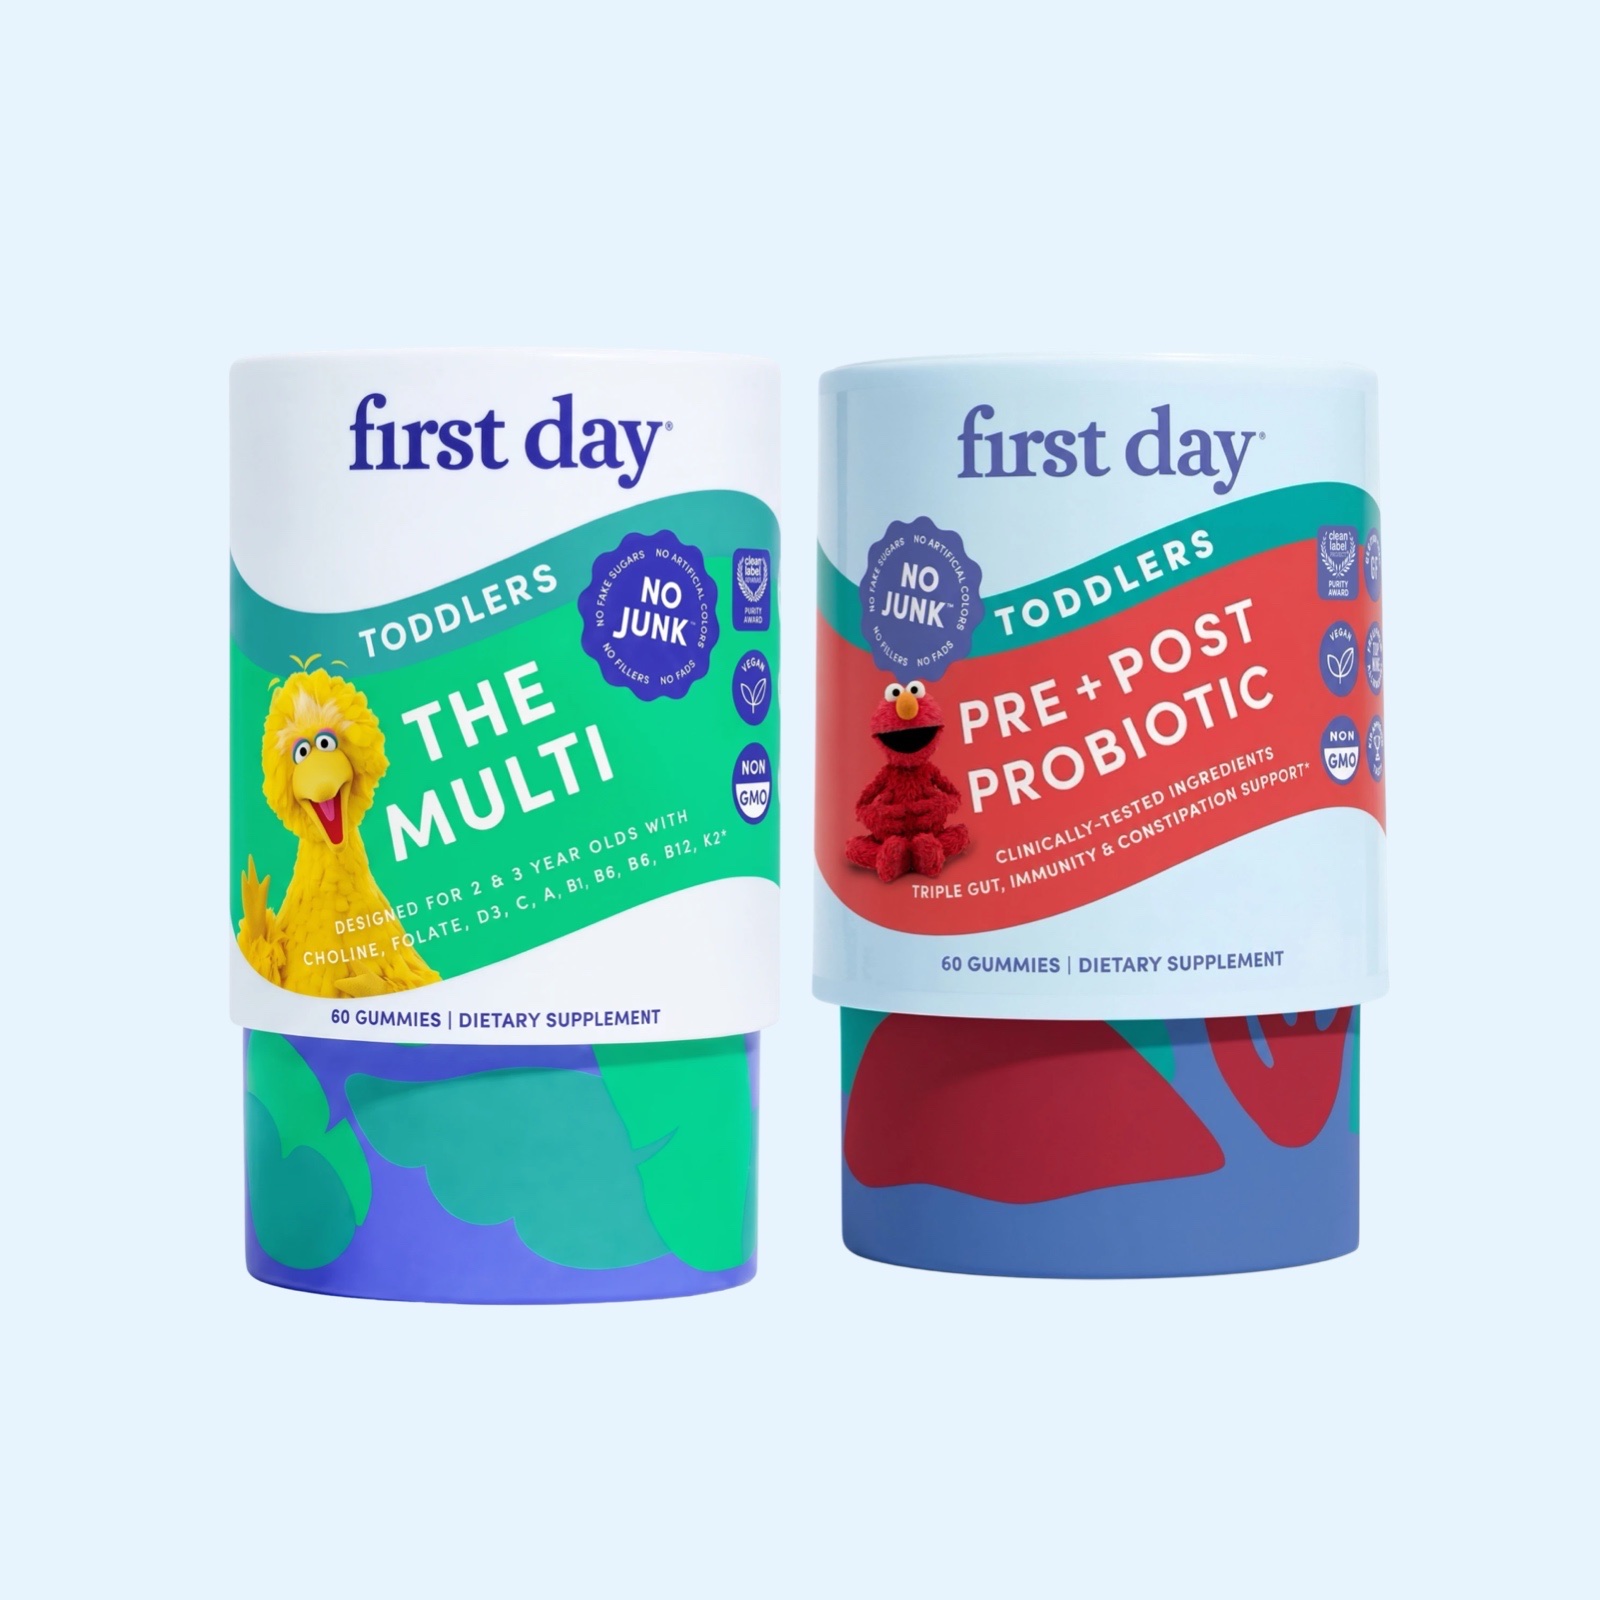 first day®
TODDLERS
NO FAKE SUGARS NO ARTIFICIAL COLORS
NO FILLERS NO FADS
NO
JUNK™
clean
label
PURITY
AWARD
VEGAN
NON
GMO
THE
MULTI
DESIGNED FOR 2 & 3 YEAR OLDS WITH
CHOLINE, FOLATE, D3, C, A, B1, B6, B6, B12, K2*
60 GUMMIES | DIETARY SUPPLEMENT
first day®
TODDLERS
NO FAKE SUGARS NO ARTIFICIAL COLORS
NO FILLERS NO FADS
NO
JUNK™
clean
label
PURITY
AWARD
GF
VEGAN
NON
GMO
PRE + POST
PROBIOTIC
CLINICALLY-TESTED INGREDIENTS
TRIPLE GUT, IMMUNITY & CONSTIPATION SUPPORT*
60 GUMMIES | DIETARY SUPPLEMENT